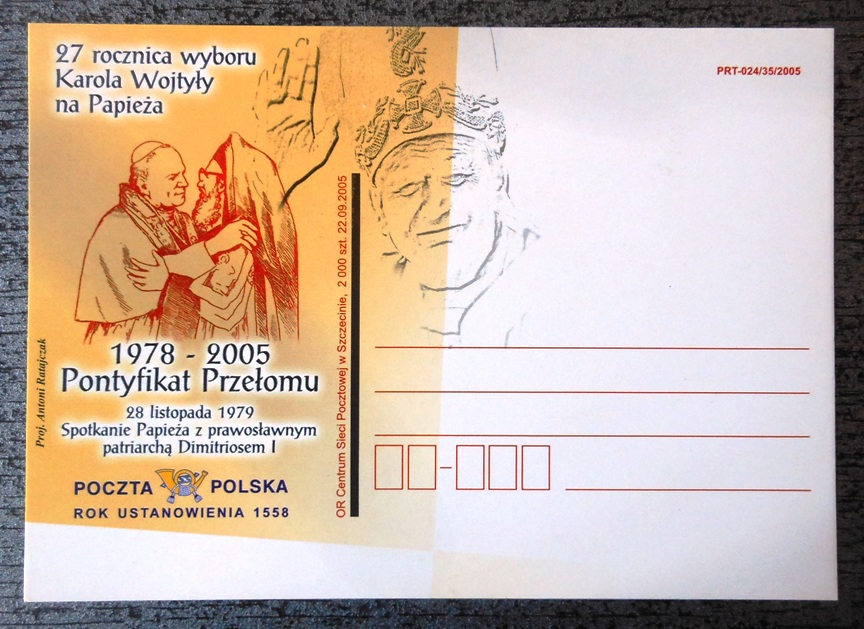 27 rocznica wyboru
Karola Wojtyły
na Papieża
PRT-024/35/2005
1978 - 2005
Pontyfikat Przełomu
28 listopada 1979
Spotkanie Papieża z prawosławnym
patriarchą Dimitriosem I
POCZTA POLSKA
ROK USTANOWIENIA 1558
Proj. Antoni Ratajczak
OR Centrum Sieci Pocztowej w Szczecinie, 2 000 szt. 22.09.2005